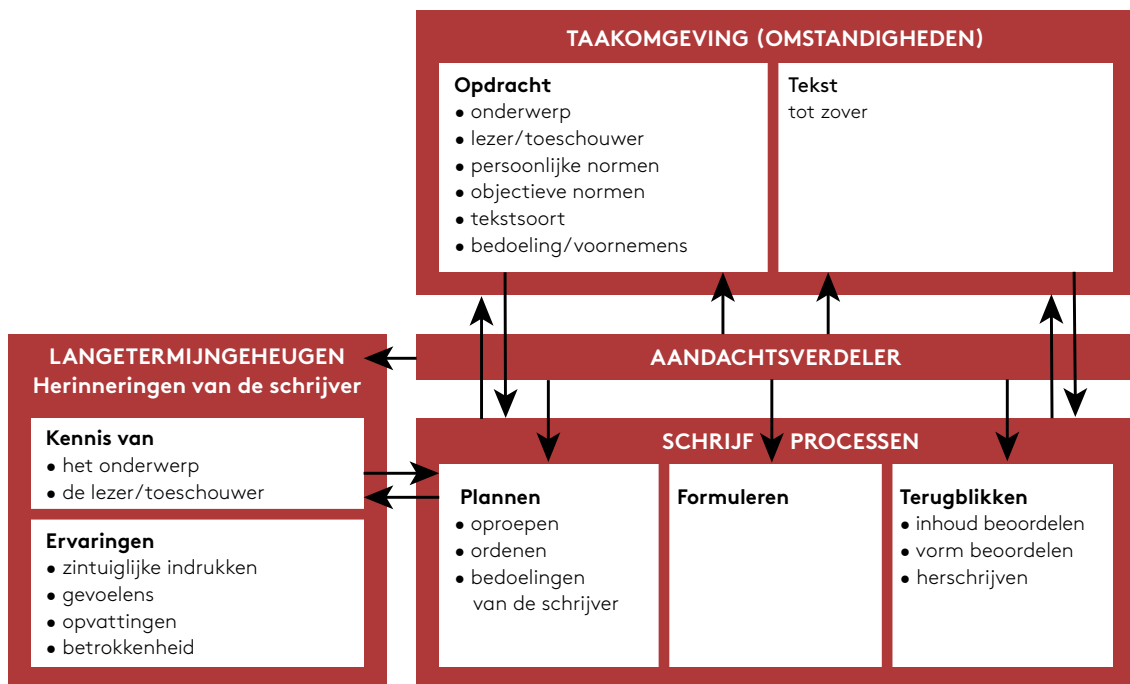 TAAKOMGEVING (OMSTANDIGHEDEN)
Opdracht
• onderwerp
• lezer/toeschouwer
• persoonlijke normen
• objectieve normen
• tekstsoort
• bedoeling/voornemens
Tekst
tot zover
LANGETERMIJNGEHEUGEN
Herinneringen van de schrijver
Kennis van
• het onderwerp
• de lezer/toeschouwer
Ervaringen
• zintuiglijke indrukken
• gevoelens
• opvattingen
• betrokkenheid
AANDACHTSVERDELER
SCHRIJF PROCESSEN
Plannen
• oproepen
• ordenen
• bedoelingen
van de schrijver
Formuleren
Terugblikken
• inhoud beoordelen
• vorm beoordelen
• herschrijven